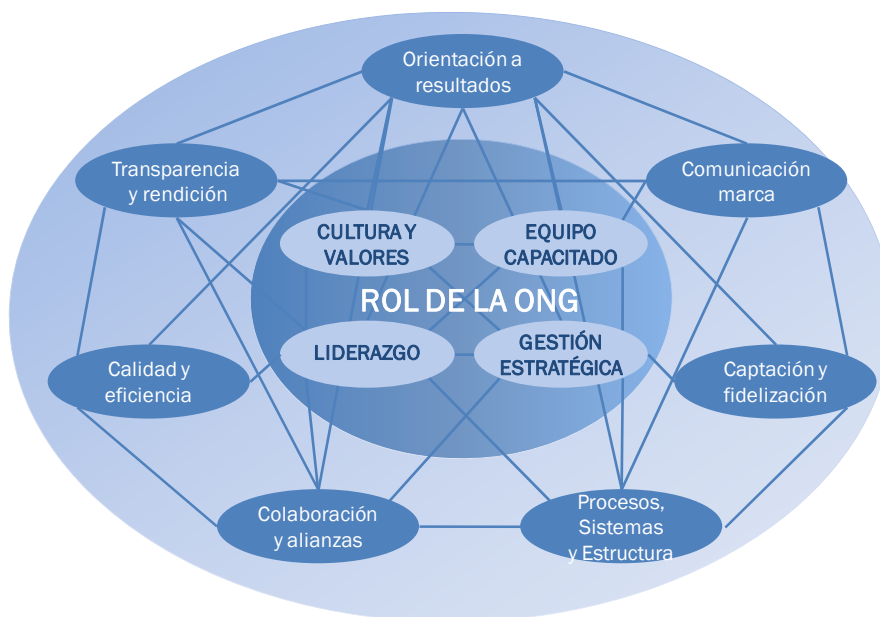 Orientación a
resultados
Transparencia
y rendición
Comunicación
marca
CULTURA Y
VALORES
EQUIPO
CAPACITADO
ROL DE LA ONG
LIDERAZGO
GESTIÓN
ESTRATÉGICA
Calidad y
eficiencia
Captación y
fidelización
Colaboración
y alianzas
Procesos,
Sistemas
y Estructura